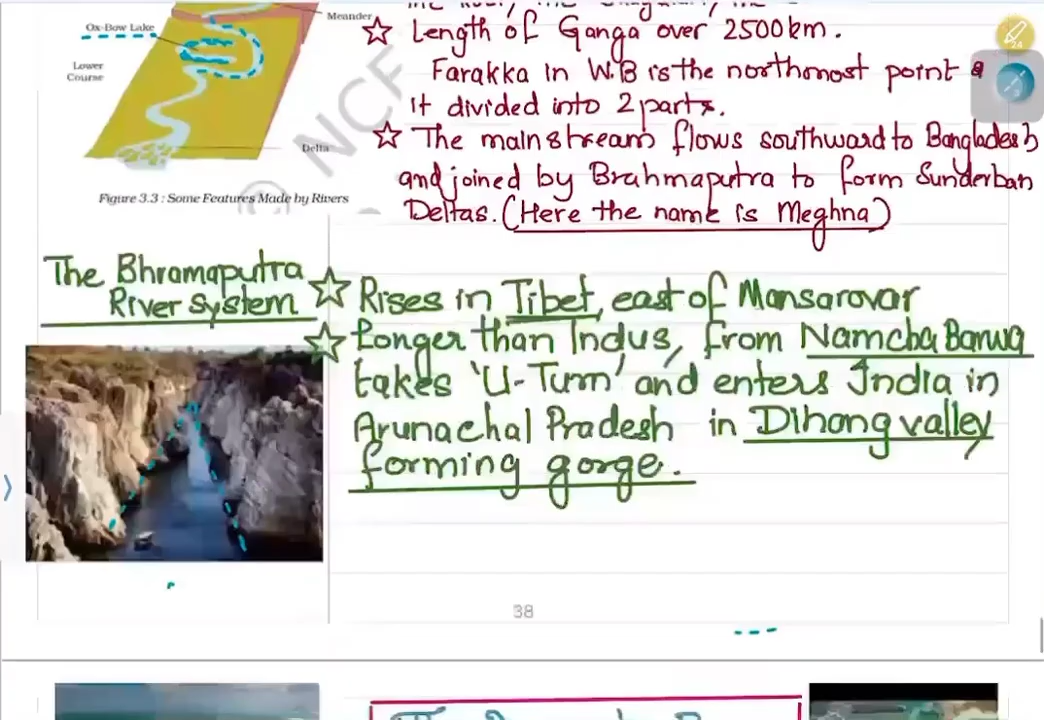 Meander
Ox-Bow Lake
Lower
Course
Delta
© NCE
Figure 3.3 : Some Features Made by Rivers
☆ Length of Ganga over 2500km.
Farakka in W.B is the northmost point
it divided into 2 parts.
☆ The mainstream flows southward to Bangladesh
and joined by Brahmaputra to form Sunderban
Deltas. (Here the name is Meghna)
The Bhramaputra
River System
☆ Rises in Tibet, east of Mansarovar
☆ Longer than Indus, from Namcha Barwa
takes 'U-Turn' and enters India in
Arunachal Pradesh in Dihang valley
forming gorge.
38
24